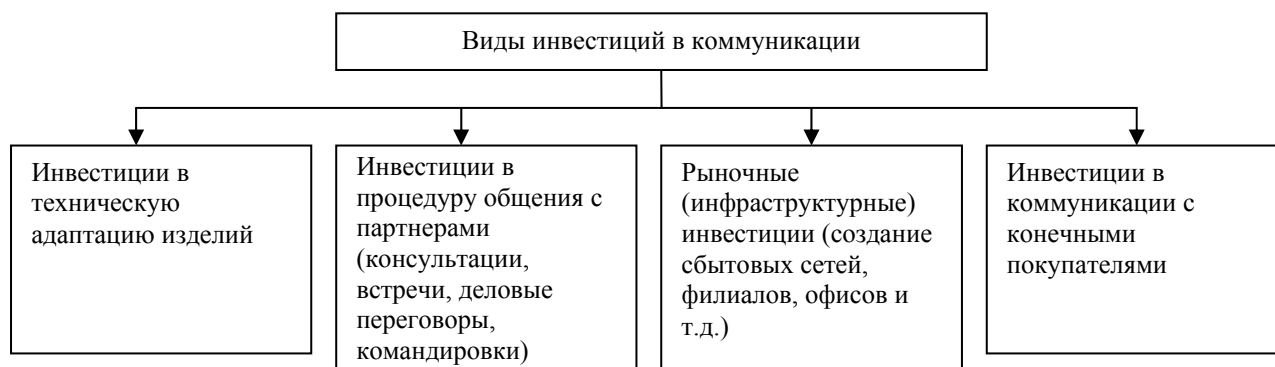 Виды инвестиций в коммуникации
Инвестиции в
техническую
адаптацию изделий
Инвестиции в
процедуру общения с
партнерами
(консультации,
встречи, деловые
переговоры,
командировки)
Рыночные
(инфраструктурные)
инвестиции (создание
сбытовых сетей,
филиалов, офисов и
т.д.)
Инвестиции в
коммуникации с
конечными
покупателями